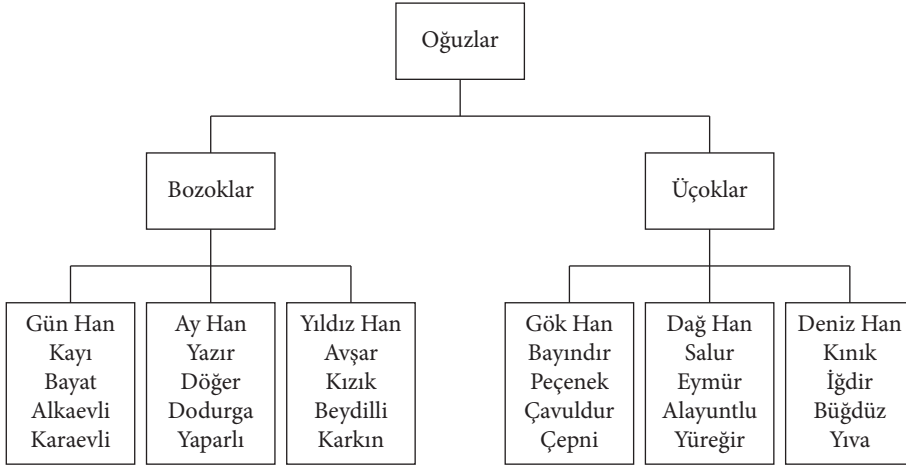 Oğuzlar
Bozoklar
Üçoklar
Gün Han
Kayı
Bayat
Alkaevli
Karaevli
Ay Han
Yazır
Döğer
Dodurga
Yaparlı
Yıldız Han
Avşar
Kızık
Beydilli
Karkın
Gök Han
Bayındır
Peçenek
Çavuldur
Çepni
Dağ Han
Salur
Eymür
Alayuntlu
Yüreğir
Deniz Han
Kınık
İğdir
Büğdüz
Yıva